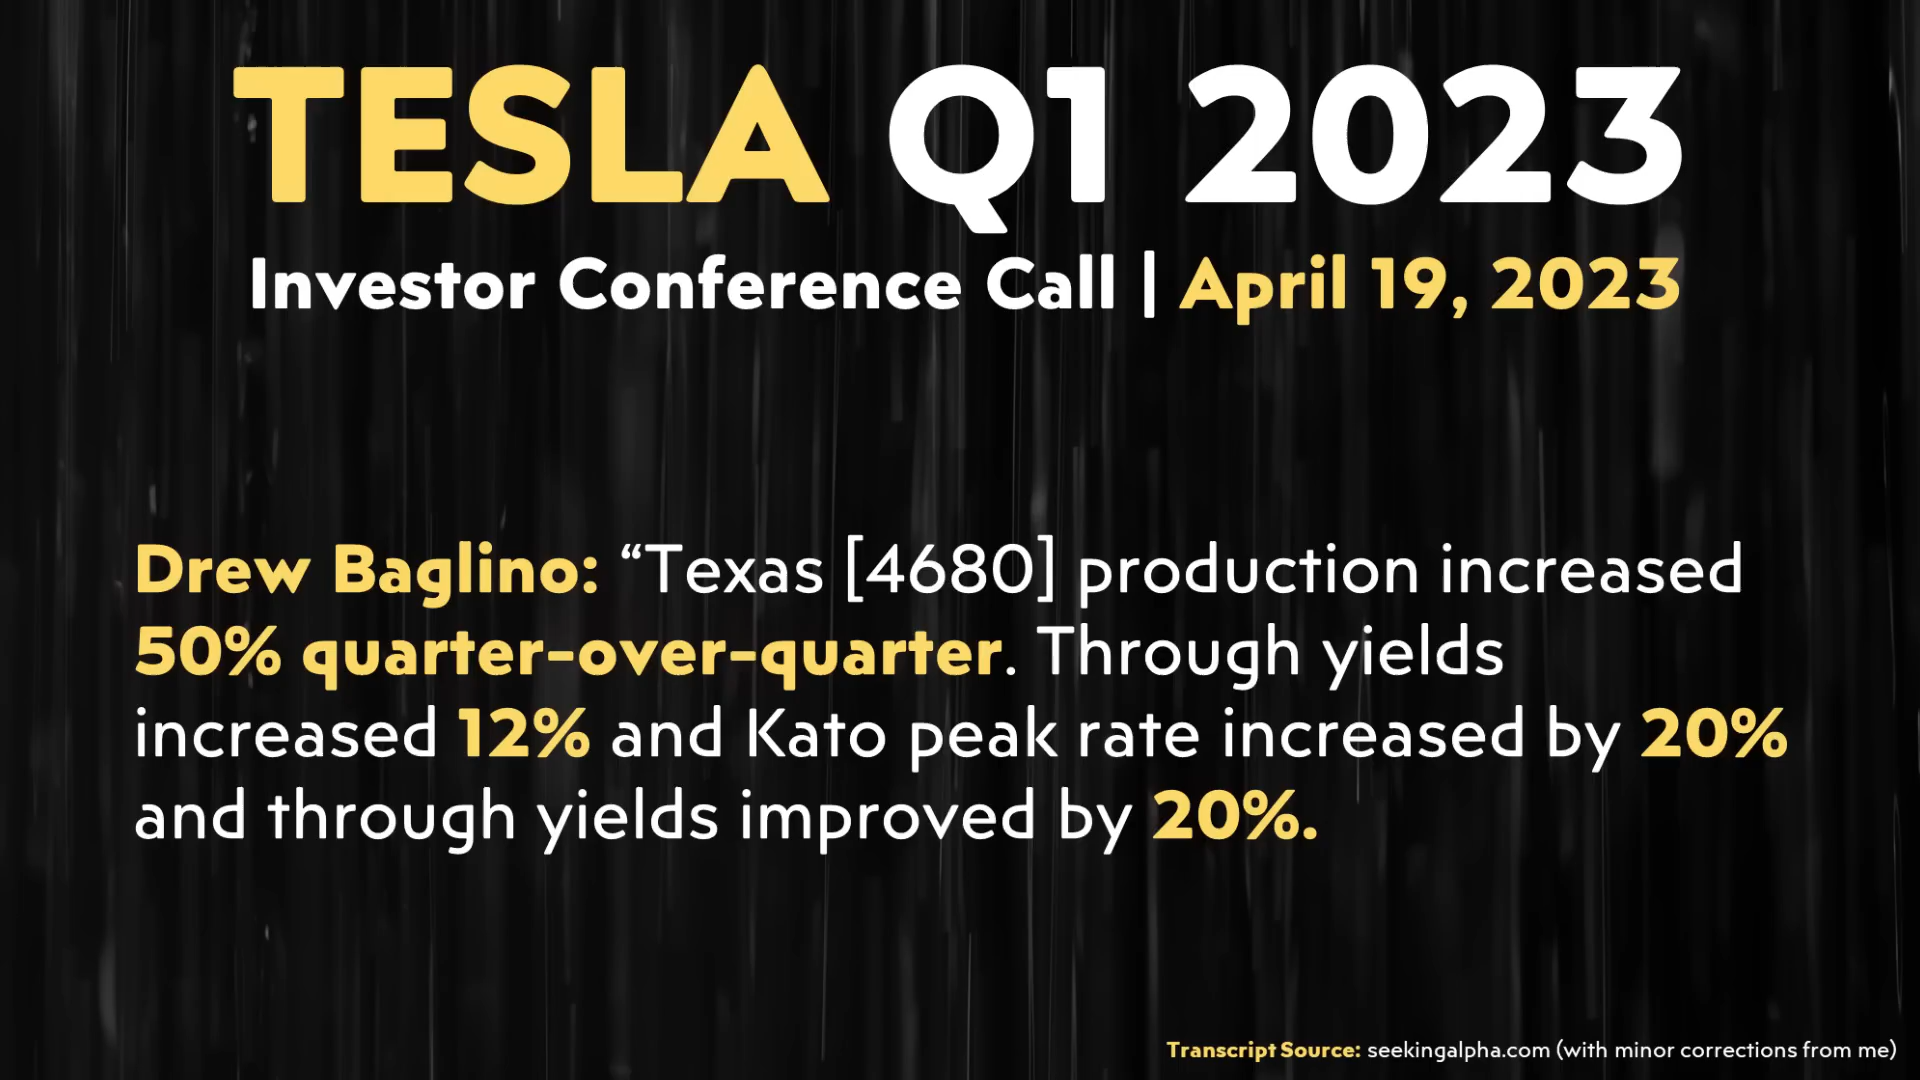 TESLA Q1 2023
Investor Conference Call | April 19, 2023
Drew Baglino: “Texas [4680] production increased
50% quarter-over-quarter. Through yields
increased 12% and Kato peak rate increased by 20%
and through yields improved by 20%.
Transcript Source: seekingalpha.com (with minor corrections from me)